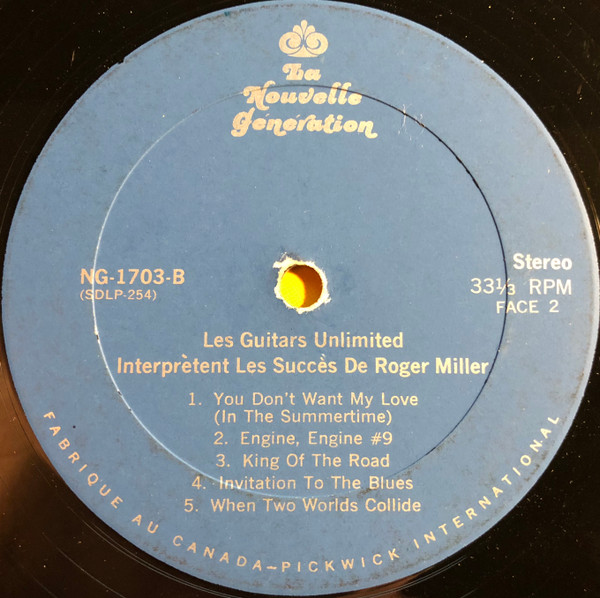 La
Nouvelle
Génération
NG-1703-B
(SDLP-254)
Stereo
33⅓ RPM
FACE 2
Les Guitars Unlimited
Interprètent Les Succès De Roger Miller
1. You Don't Want My Love
(In The Summertime)
2. Engine, Engine #9
3. King Of The Road
4. Invitation To The Blues
5. When Two Worlds Collide
FABRIQUE AU CANADA—PICKWICK INTERNATIONAL